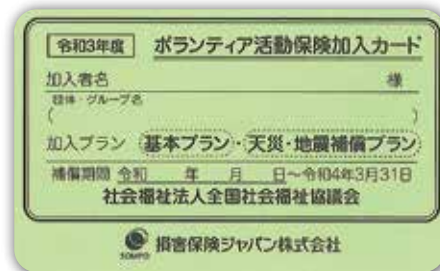 令和3年度 ボランティア活動保険加入カード
加入者名 様
団体・グループ名
( )
加入プラン 基本プラン・天災・地震補償プラン
補償期間 令和 年 月 日～令和4年3月31日
社会福祉法人全国社会福祉協議会
SOMPO 損害保険ジャパン株式会社